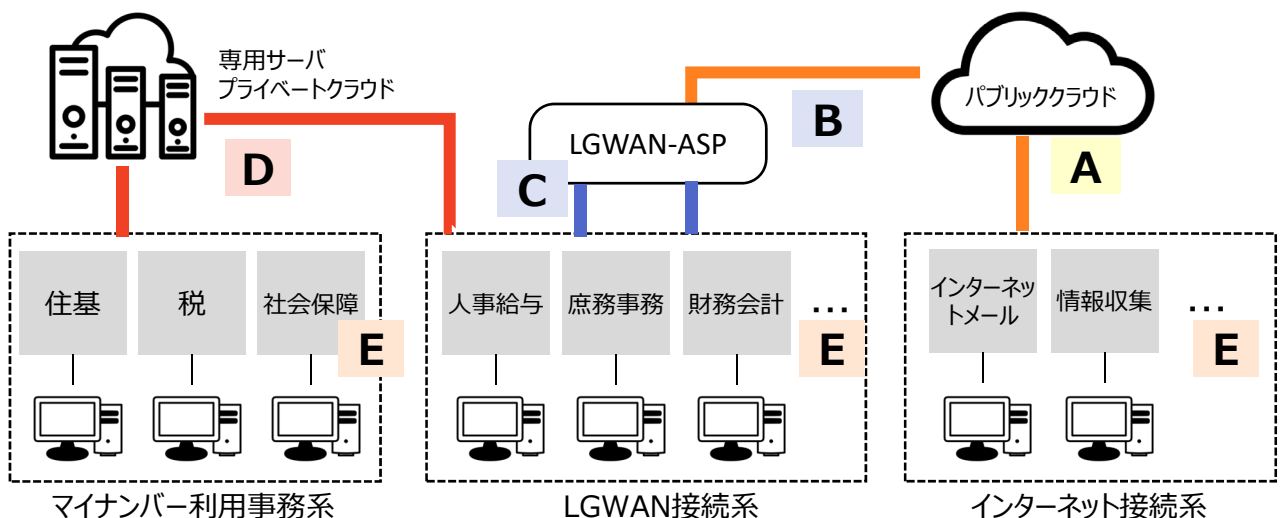 専用サーバ
プライベートクラウド
D
LGWAN-ASP
C
B
パブリッククラウド
A
住基
税
社会保障
E
人事給与
庶務事務
財務会計
...
E
インターネッ
トメール
情報収集
...
E
マイナンバー利用事務系
LGWAN接続系
インターネット接続系